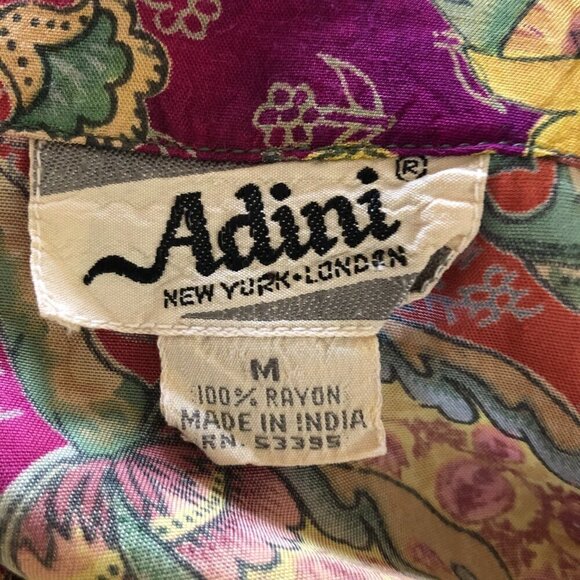 Adini®
NEW YORK•LONDON
M
100% RAYON
MADE IN INDIA
RN. 53395